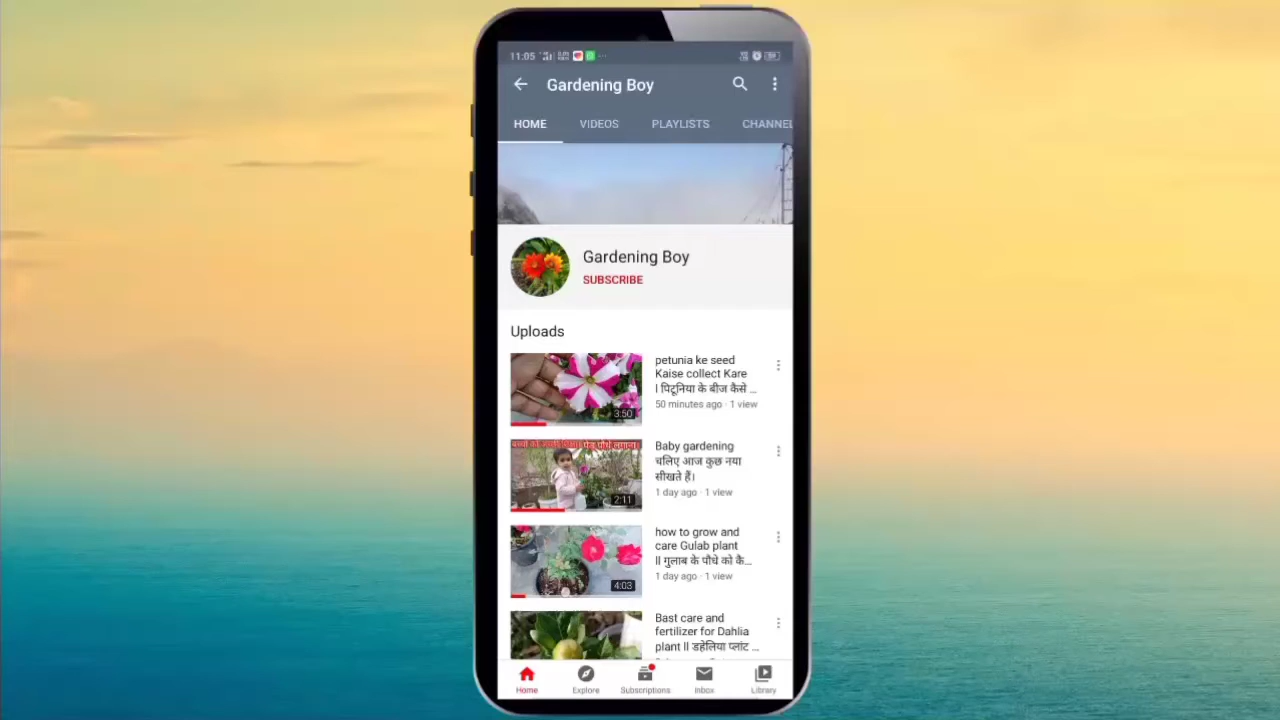 11:05
Gardening Boy
HOME VIDEOS PLAYLISTS CHANNEL
Gardening Boy
SUBSCRIBE
Uploads
petunia ke seed
Kaise collect Kare
I पिटूनिया के बीज कैसे ...
50 minutes ago · 1 view
3:50
Baby gardening
चलिए आज कुछ नया
सीखते हैं।
1 day ago · 1 view
2:11
how to grow and
care Gulab plant
II गुलाब के पौधे को कै...
1 day ago · 1 view
4:03
Bast care and
fertilizer for Dahlia
plant II डहेलिया प्लांट ...
Home Explore Subscriptions Inbox Library